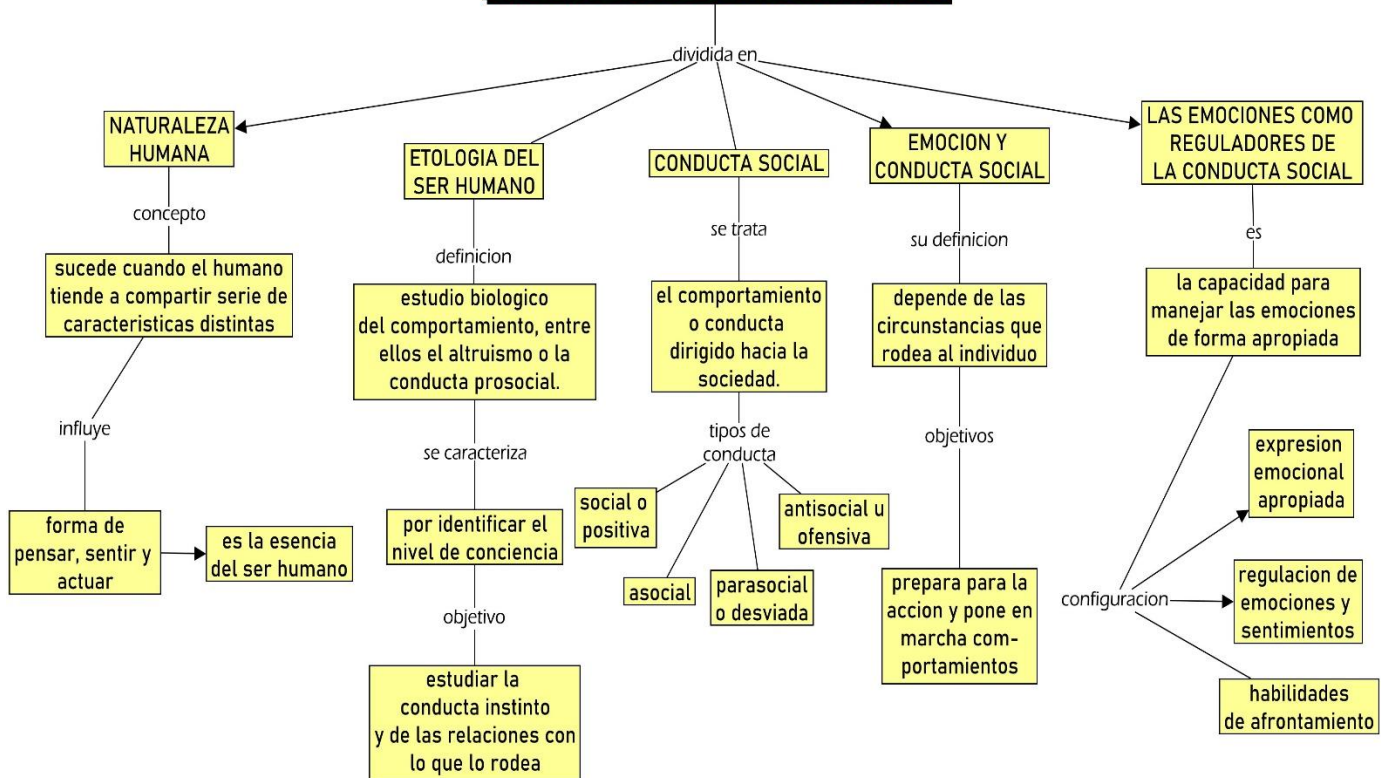 dividida en
NATURALEZA
HUMANA
concepto
sucede cuando el humano
tiende a compartir serie de
caracteristicas distintas
influye
forma de
pensar, sentir y
actuar
es la esencia
del ser humano
ETOLOGIA DEL
SER HUMANO
definicion
estudio biologico
del comportamiento, entre
ellos el altruismo o la
conducta prosocial.
se caracteriza
por identificar el
nivel de conciencia
objetivo
estudiar la
conducta instinto
y de las relaciones con
lo que lo rodea
CONDUCTA SOCIAL
se trata
el comportamiento
o conducta
dirigido hacia la
sociedad.
tipos de
conducta
social o
positiva
asocial
parasocial
o desviada
antisocial u
ofensiva
EMOCION Y
CONDUCTA SOCIAL
su definicion
depende de las
circunstancias que
rodea al individuo
objetivos
prepara para la
accion y pone en
marcha com-
portamientos
LAS EMOCIONES COMO
REGULADORES DE
LA CONDUCTA SOCIAL
es
la capacidad para
manejar las emociones
de forma apropiada
configuracion
expresion
emocional
apropiada
regulacion de
emociones y
sentimientos
habilidades
de afrontamiento